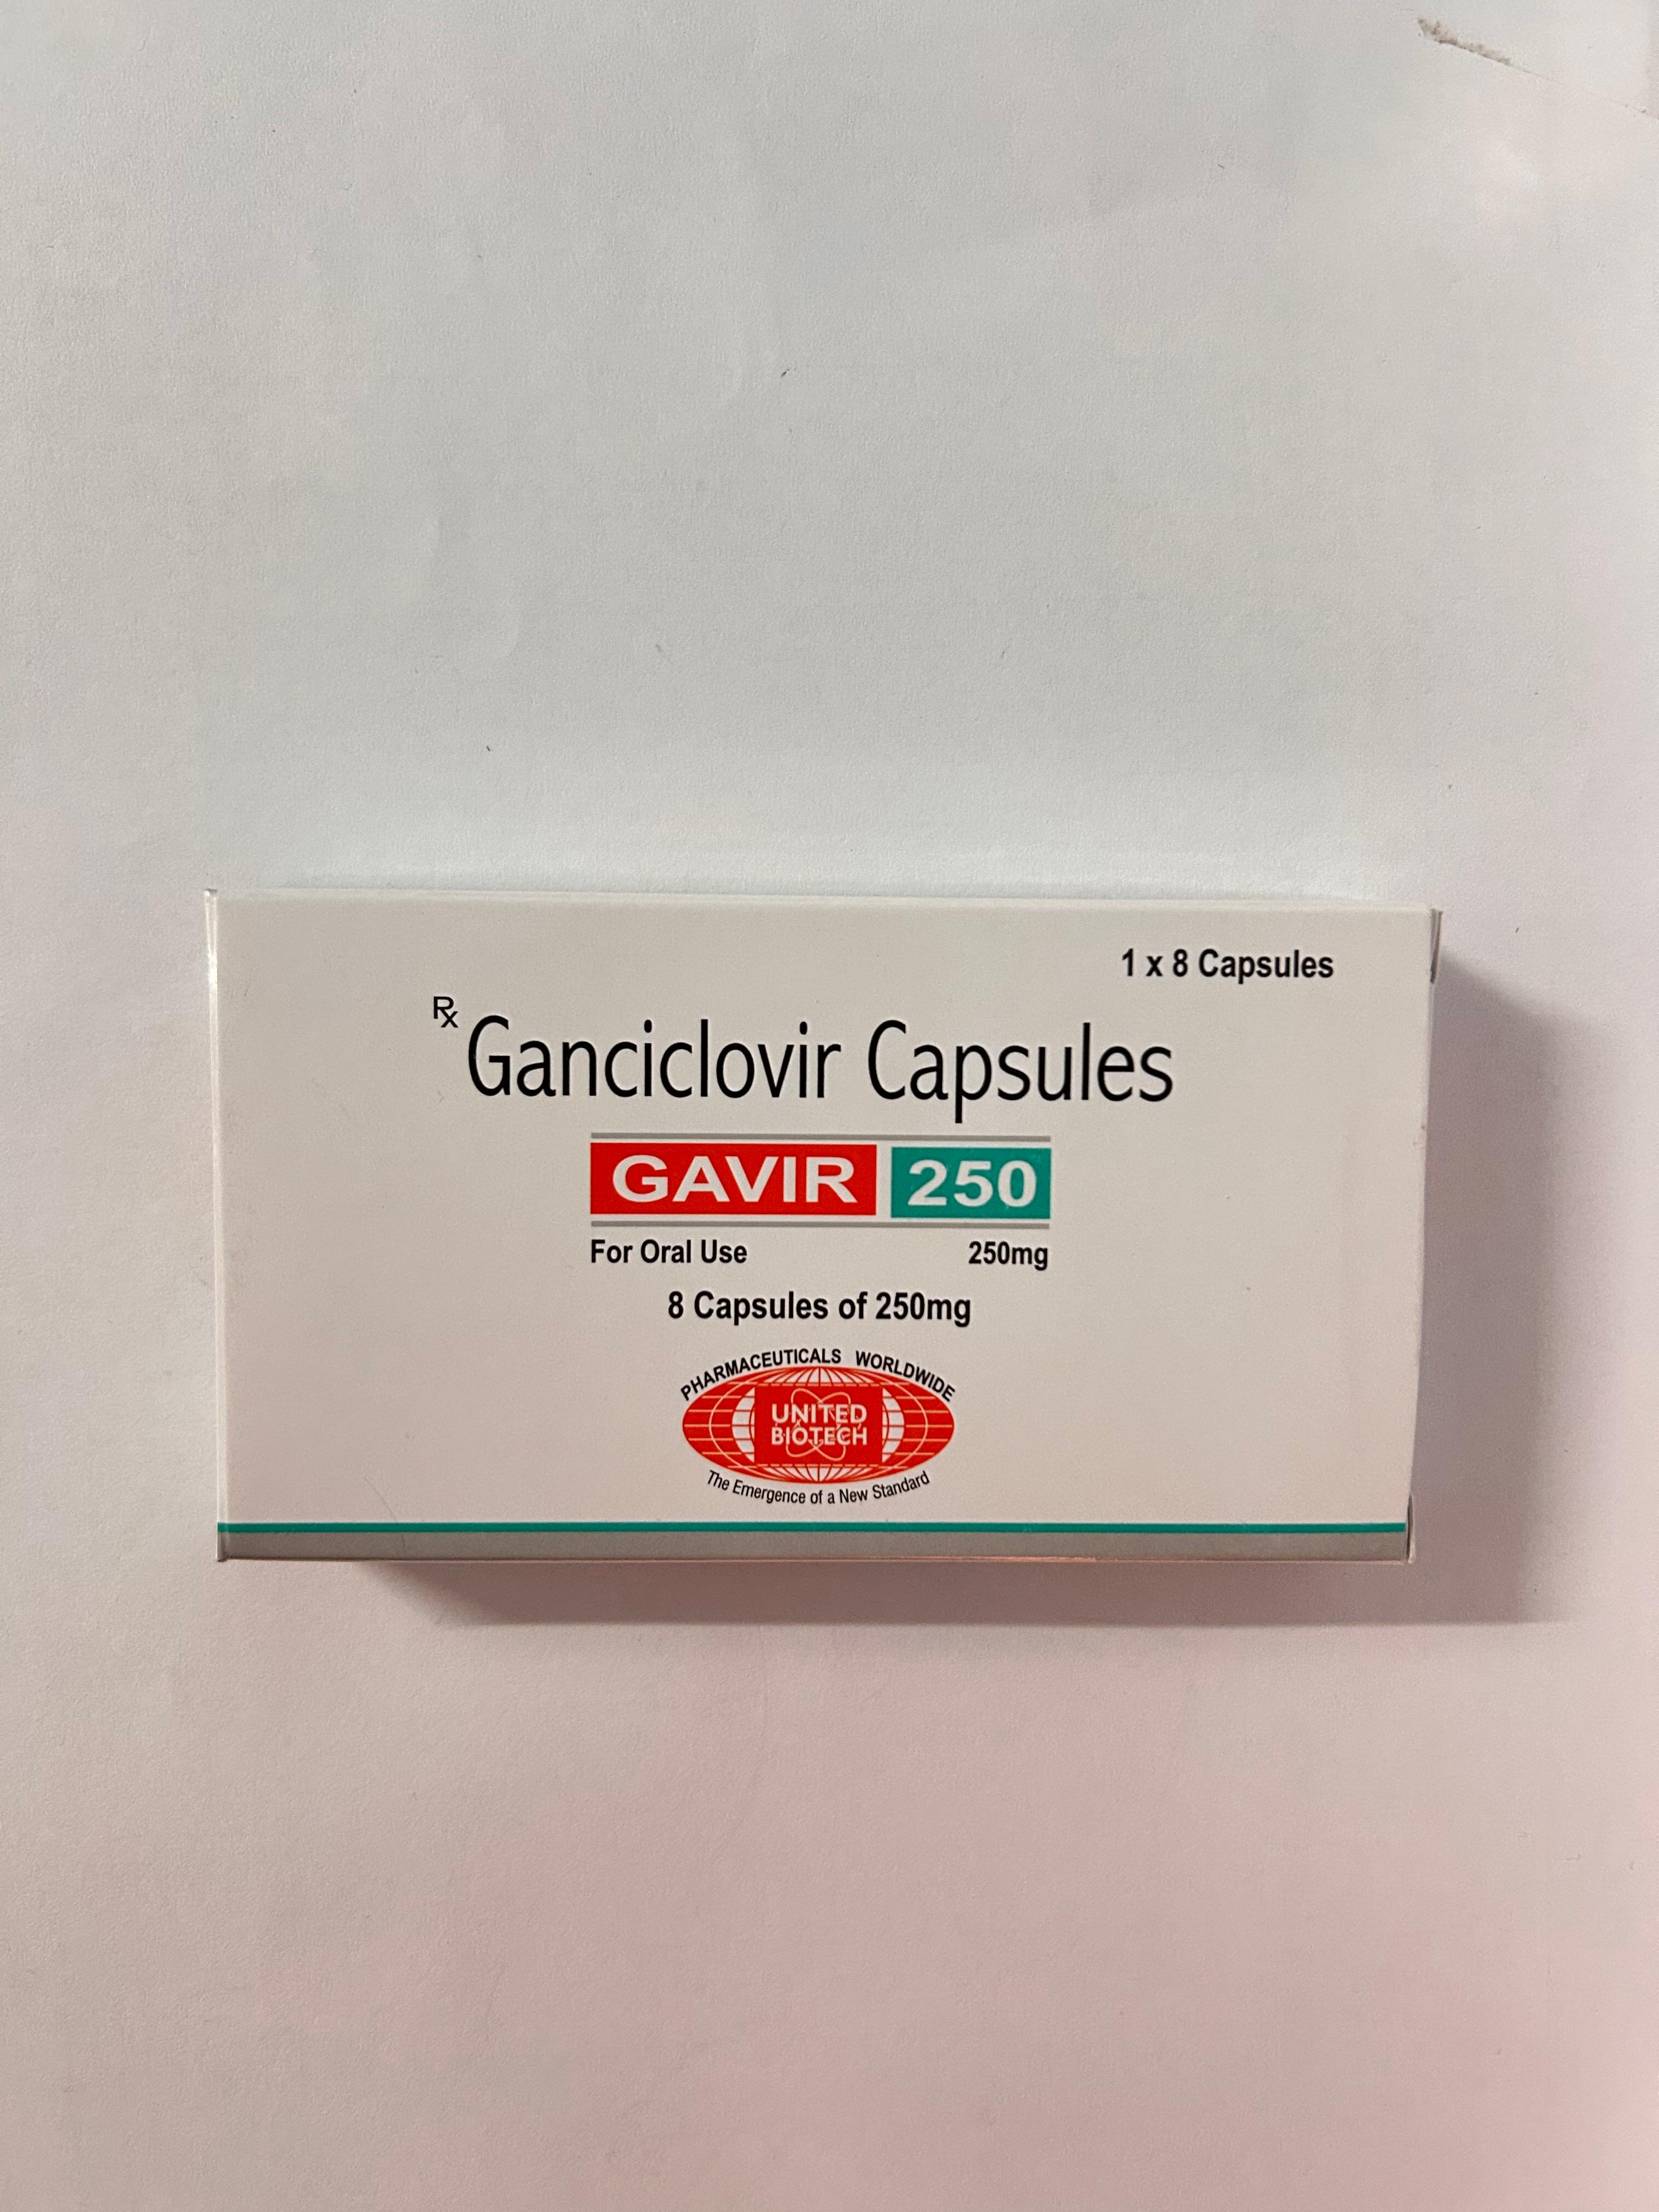 1 x 8 Capsules
Rx Ganciclovir Capsules
GAVIR 250
For Oral Use 250mg
8 Capsules of 250mg
PHARMACEUTICALS WORLDWIDE
UNITED
BIOTECH
The Emergence of a New Standard